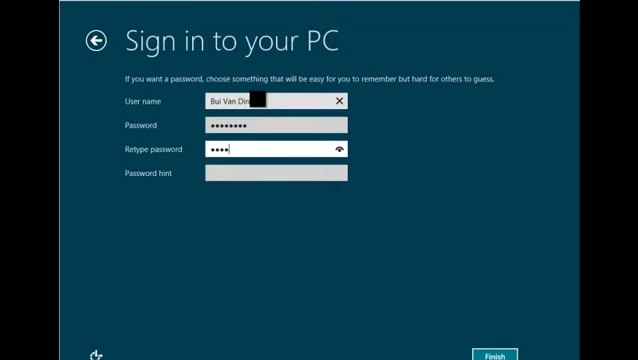 Sign in to your PC
If you want a password, choose something that will be easy for you to remember but hard for others to guess.
User name Bui Van Din
Password ••••••••
Retype password ••••
Password hint
Finish